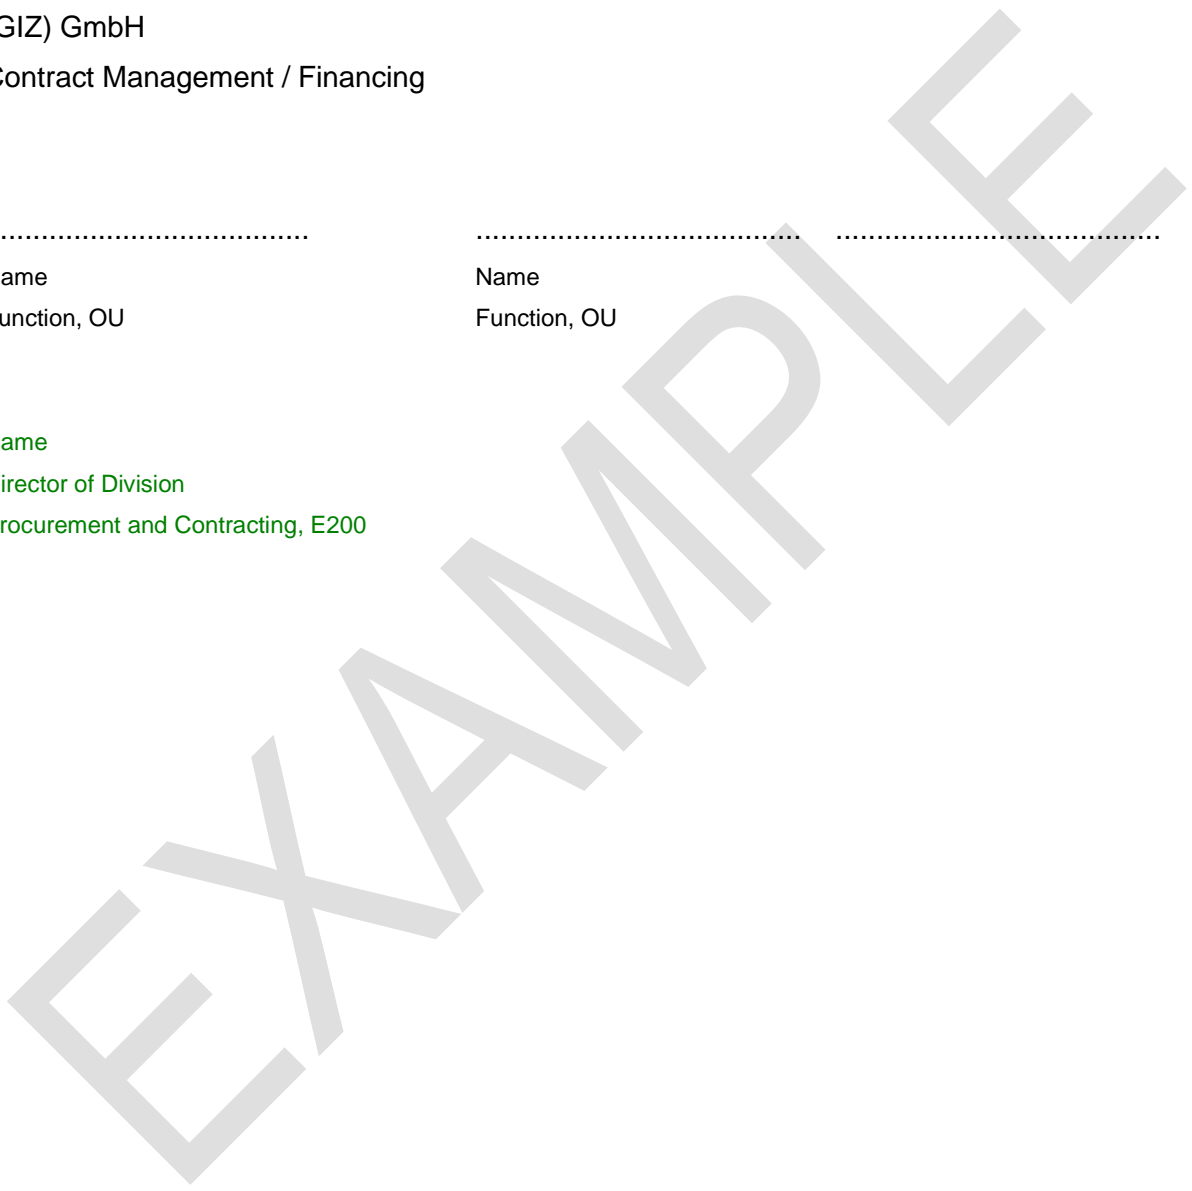 GIZ) GmbH
Contract Management / Financing
....................................... ....................................... .......................................
ame Name
unction, OU Function, OU
ame
irector of Division
rocurement and Contracting, E200
EXAMPLE